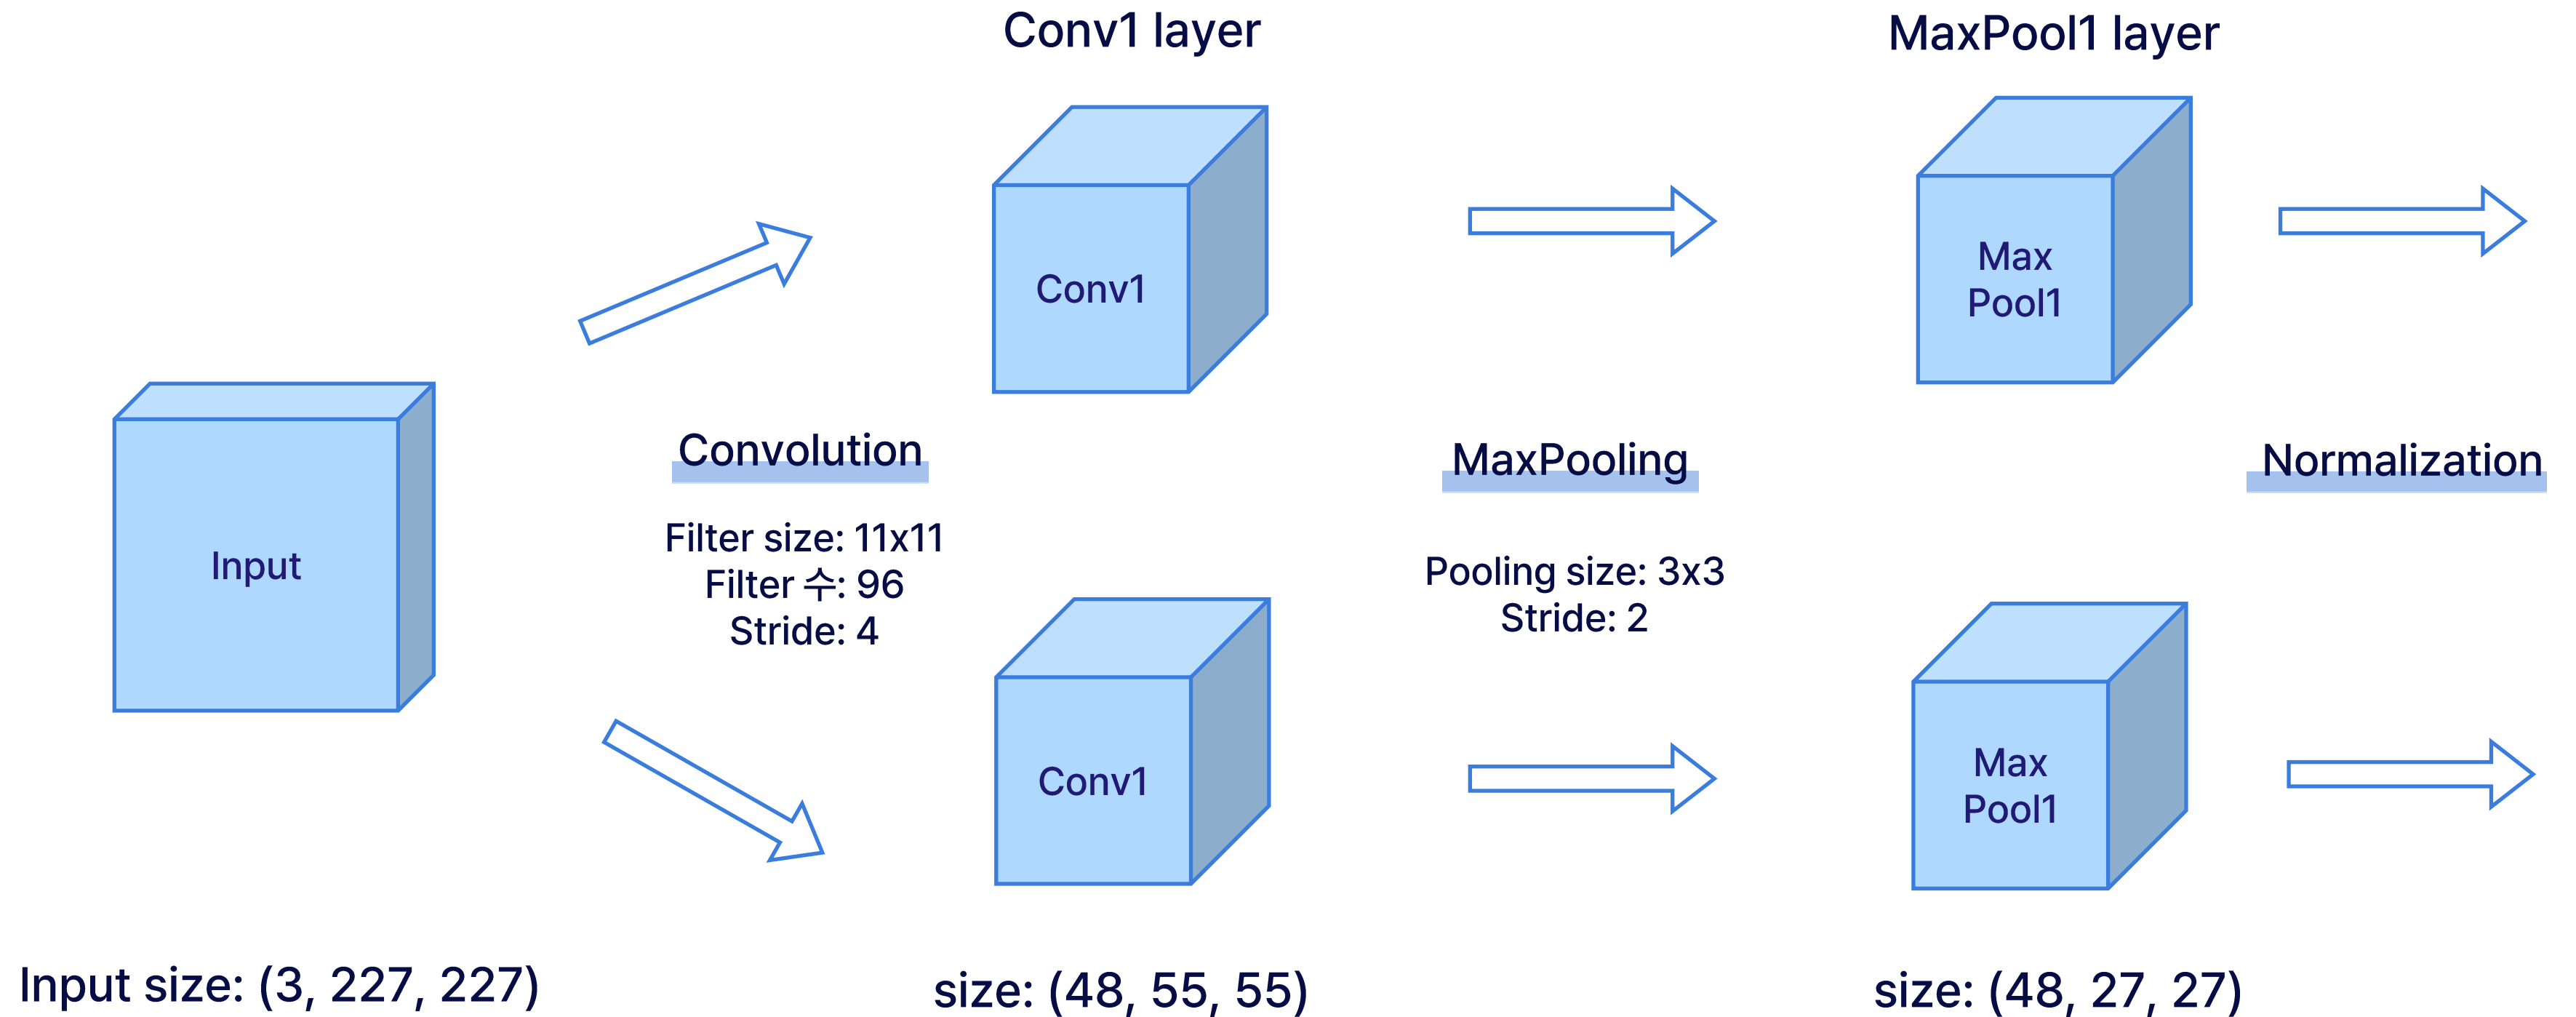 Conv1 layer
MaxPool1 layer
Conv1
Max
Pool1
Convolution
MaxPooling
Normalization
Input
Filter size: 11x11
Filter 수: 96
Stride: 4
Pooling size: 3x3
Stride: 2
Conv1
Max
Pool1
Input size: (3, 227, 227)
size: (48, 55, 55)
size: (48, 27, 27)